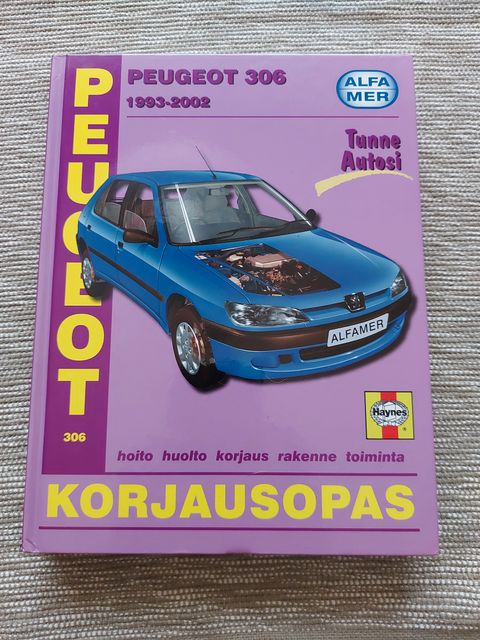 PEUGEOT
306
PEUGEOT 306
1993-2002
ALFA
MER
Tunne
Autosi
ALFAMER
Haynes
®
hoito huolto korjaus rakenne toiminta
KORJAUSOPAS